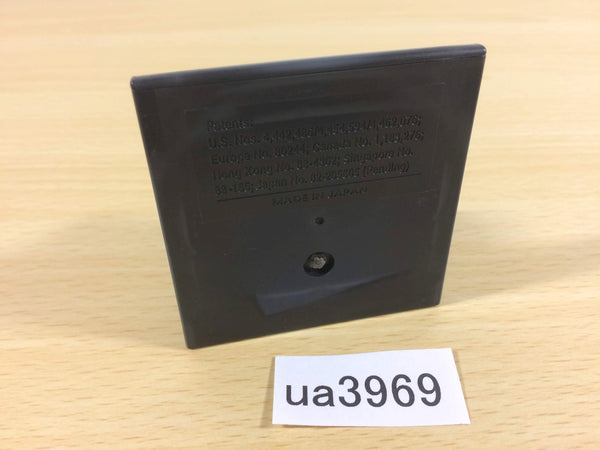 Patents:
U.S. Nos. 4,442,486/4,454,594/4,462,076;
Europe No. 80244; Canada No. 1,183,276;
Hong Kong No. 88-4302; Singapore No.
88-155; Japan No. 82-205605 (Pending)
MADE IN JAPAN
ua3969